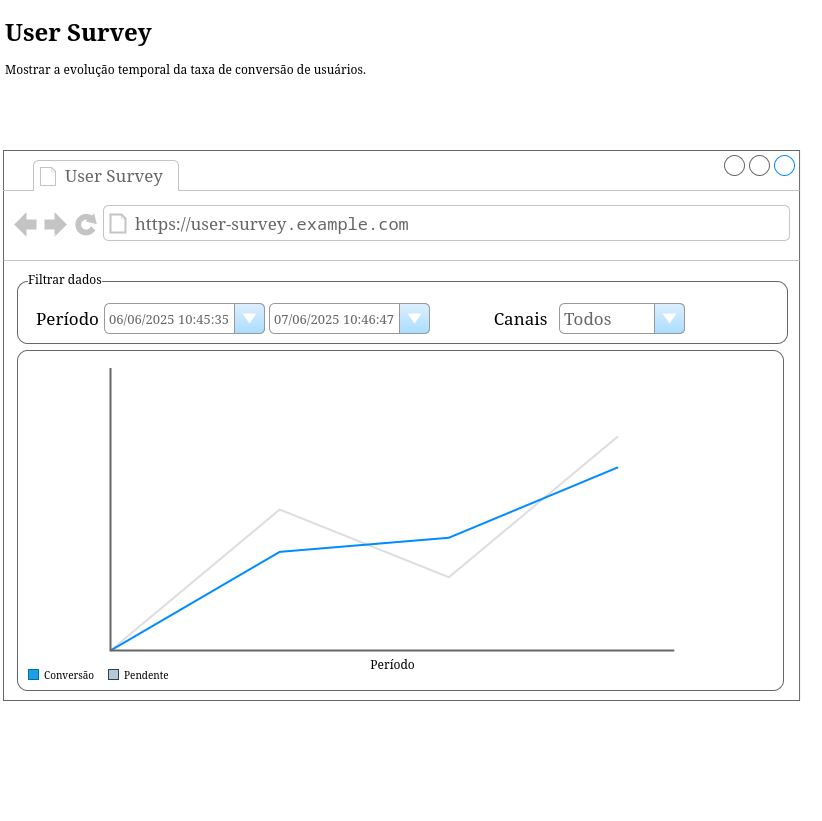 User Survey
Mostrar a evolução temporal da taxa de conversão de usuários.
User Survey
https://user-survey.example.com
Filtrar dados
Período 06/06/2025 10:45:35 07/06/2025 10:46:47 Canais Todos
Período
Conversão Pendente